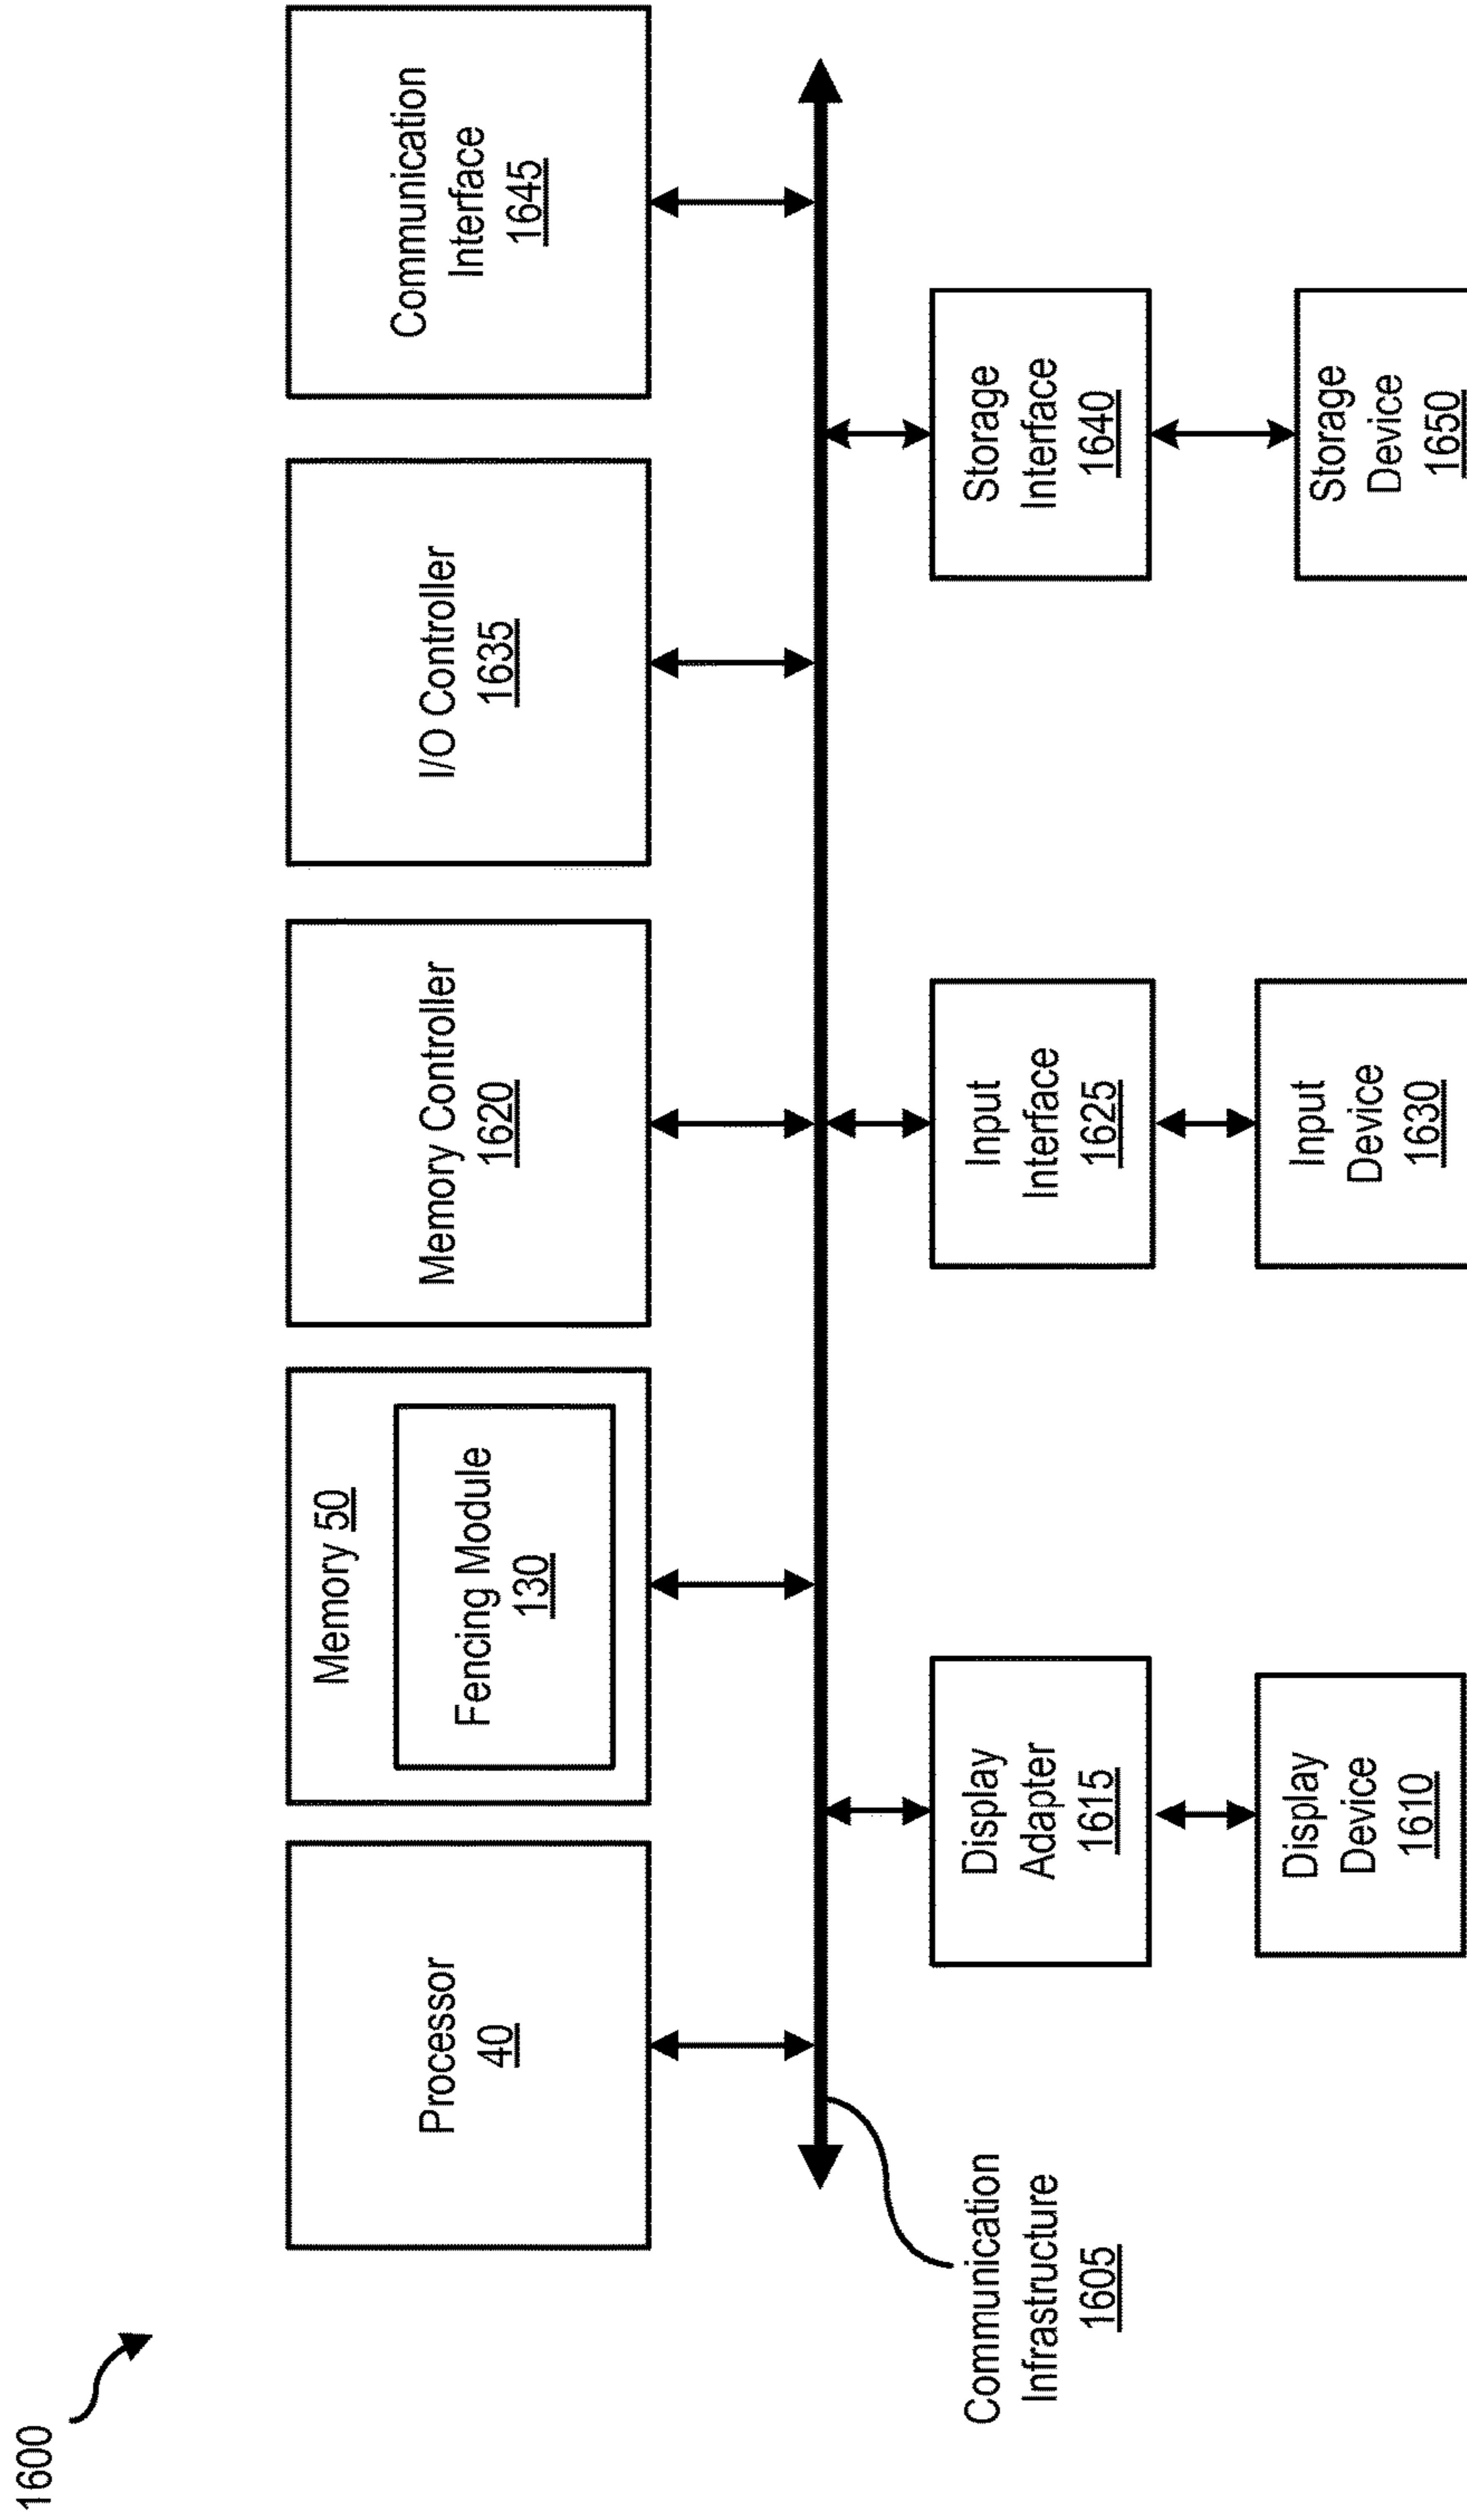 1600
Processor
40
Memory 50
Fencing Module
130
Memory Controller
1620
I/O Controller
1635
Communication
Interface
1645
Communication
Infrastructure
1605
Display
Adapter
1615
Input
Interface
1625
Storage
Interface
1640
Display
Device
1610
Input
Device
1630
Storage
Device
1650